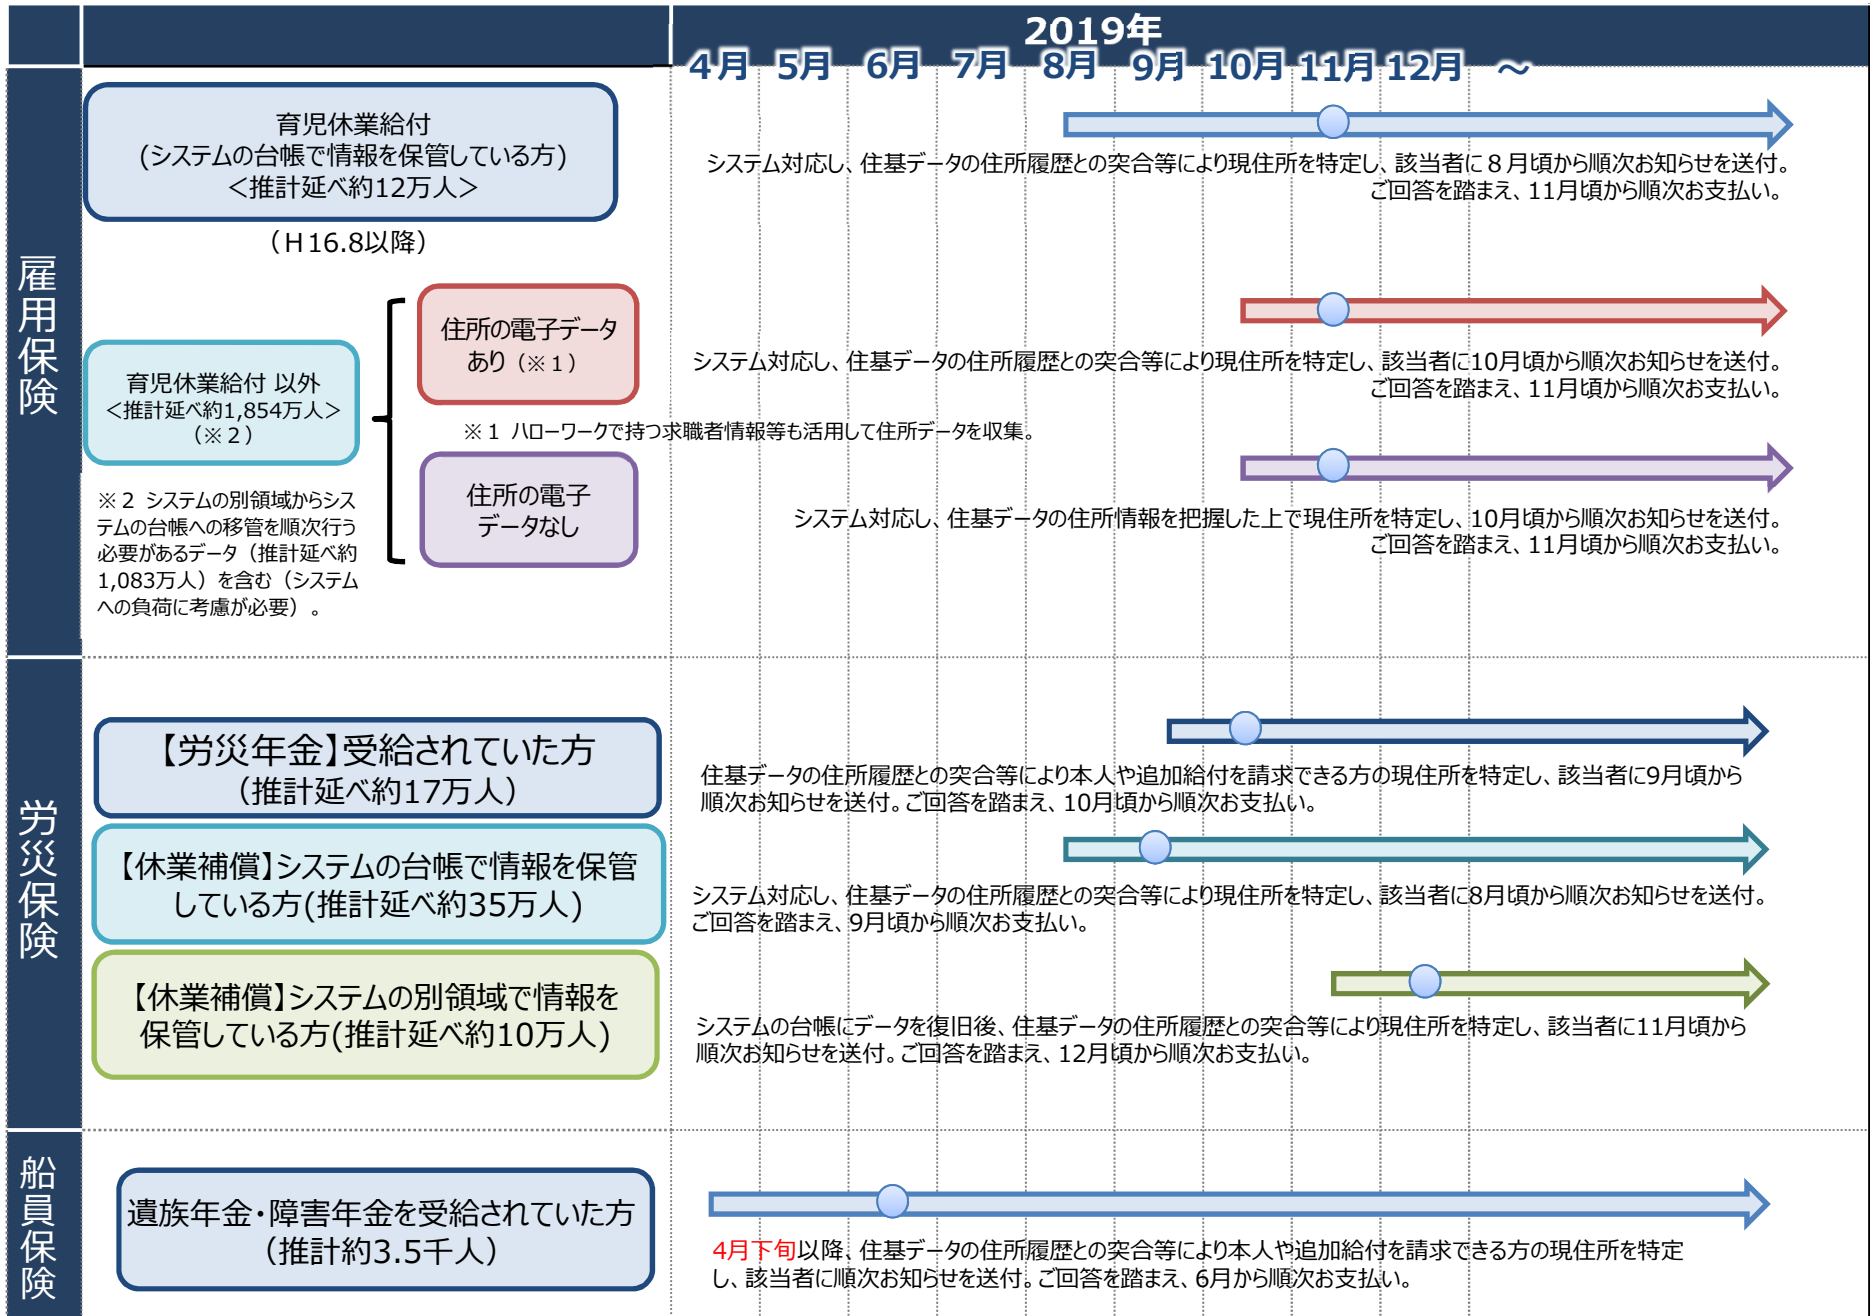 2019年
4月 5月 6月 7月 8月 9月 10月 11月 12月 ～
雇用保険
育児休業給付
(システムの台帳で情報を保管している方)
＜推計延べ約12万人＞
（H16.8以降）
システム対応し、住基データの住所履歴との突合等により現住所を特定し、該当者に８月頃から順次お知らせを送付。
ご回答を踏まえ、11月頃から順次お支払い。
育児休業給付 以外
＜推計延べ約1,854万人＞
（※２）
住所の電子データ
あり（※１）
システム対応し、住基データの住所履歴との突合等により現住所を特定し、該当者に10月頃から順次お知らせを送付。
ご回答を踏まえ、11月頃から順次お支払い。
※１ ハローワークで持つ求職者情報等も活用して住所データを収集。
住所の電子
データなし
システム対応し、住基データの住所情報を把握した上で現住所を特定し、10月頃から順次お知らせを送付。
ご回答を踏まえ、11月頃から順次お支払い。
※２ システムの別領域からシス
テムの台帳への移管を順次行う
必要があるデータ（推計延べ約
1,083万人）を含む（システム
への負荷に考慮が必要）。
労災保険
【労災年金】受給されていた方
（推計延べ約17万人）
住基データの住所履歴との突合等により本人や追加給付を請求できる方の現住所を特定し、該当者に9月頃から
順次お知らせを送付。ご回答を踏まえ、10月頃から順次お支払い。
【休業補償】システムの台帳で情報を保管
している方(推計延べ約35万人)
システム対応し、住基データの住所履歴との突合等により現住所を特定し、該当者に8月頃から順次お知らせを送付。
ご回答を踏まえ、9月頃から順次お支払い。
【休業補償】システムの別領域で情報を
保管している方(推計延べ約10万人)
システムの台帳にデータを復旧後、住基データの住所履歴との突合等により現住所を特定し、該当者に11月頃から
順次お知らせを送付。ご回答を踏まえ、12月頃から順次お支払い。
船員保険
遺族年金・障害年金を受給されていた方
（推計約3.5千人）
4月下旬以降、住基データの住所履歴との突合等により本人や追加給付を請求できる方の現住所を特定
し、該当者に順次お知らせを送付。ご回答を踏まえ、6月から順次お支払い。